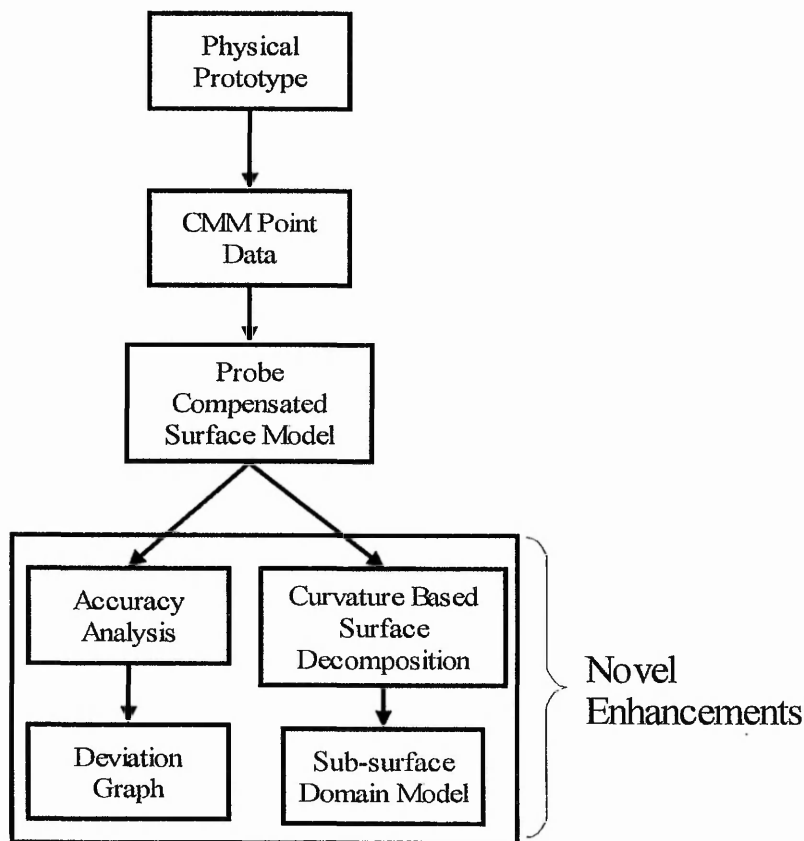 Physical
Prototype
CMM Point
Data
Probe
Compensated
Surface Model
Accuracy
Analysis
Curvature Based
Surface
Decomposition
Deviation
Graph
Sub-surface
Domain Model
Novel
Enhancements